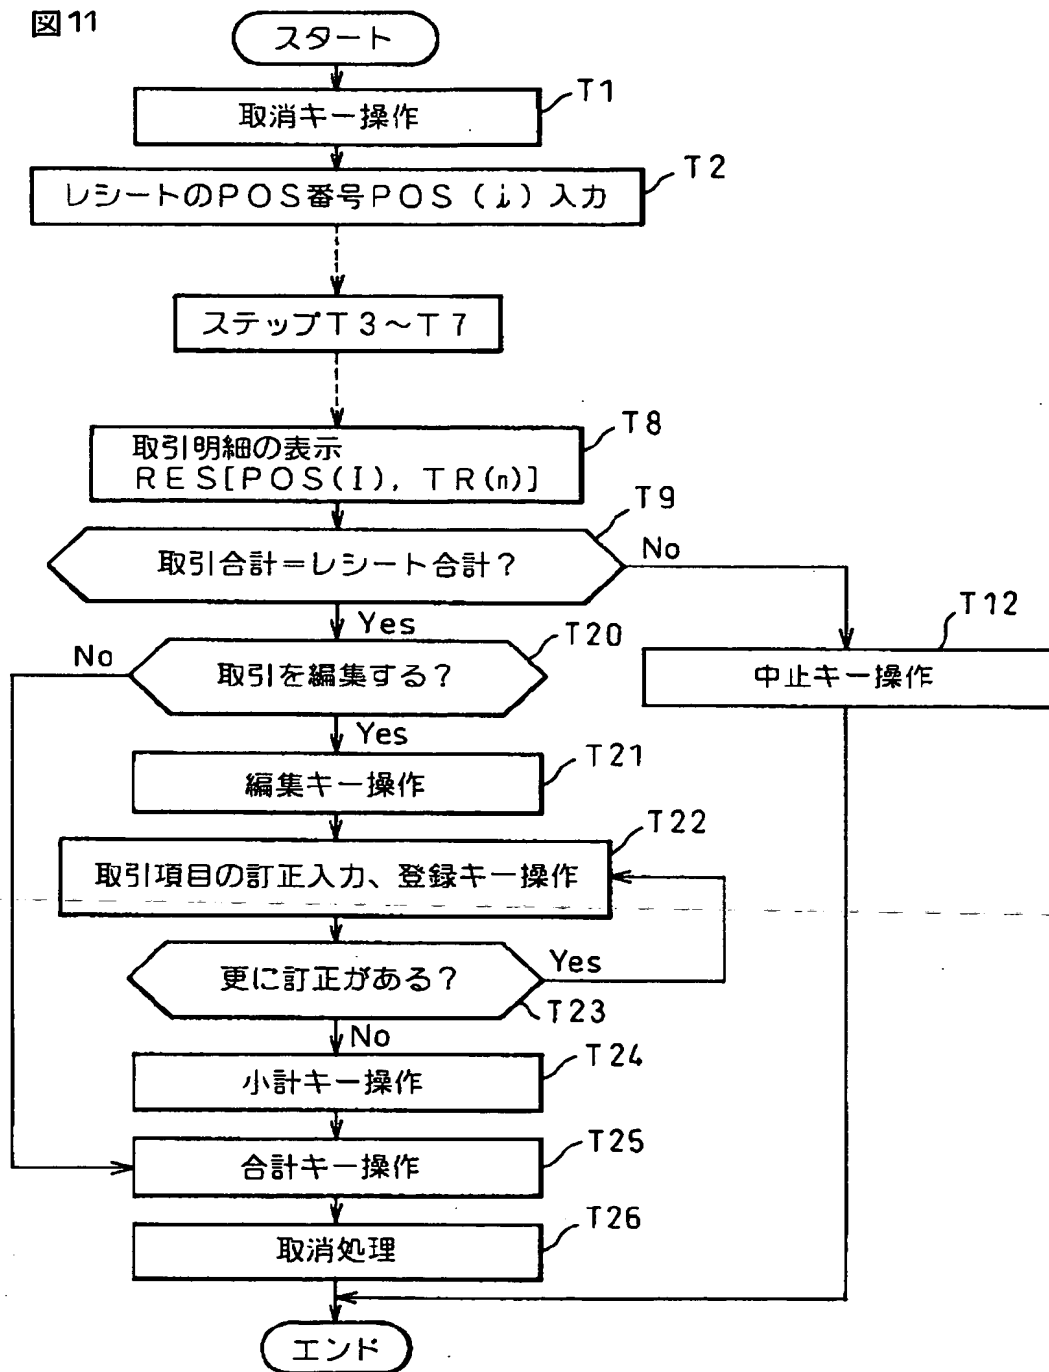 図11
スタート
T1
取消キー操作
T2
レシートのPOS番号POS(i)入力
ステップT3~T7
T8
取引明細の表示
RES[POS(I), TR(n)]
T9
取引合計=レシート合計?
No
Yes
T12
中止キー操作
T20
No
取引を編集する?
Yes
T21
編集キー操作
T22
取引項目の訂正入力、登録キー操作
更に訂正がある?
Yes
T23
No
T24
小計キー操作
T25
合計キー操作
T26
取消処理
エンド